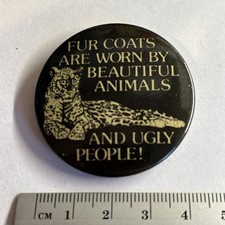 FUR COATS
ARE WORN BY
BEAUTIFUL
ANIMALS
AND UGLY
PEOPLE!
CM 1 2 3 4 5